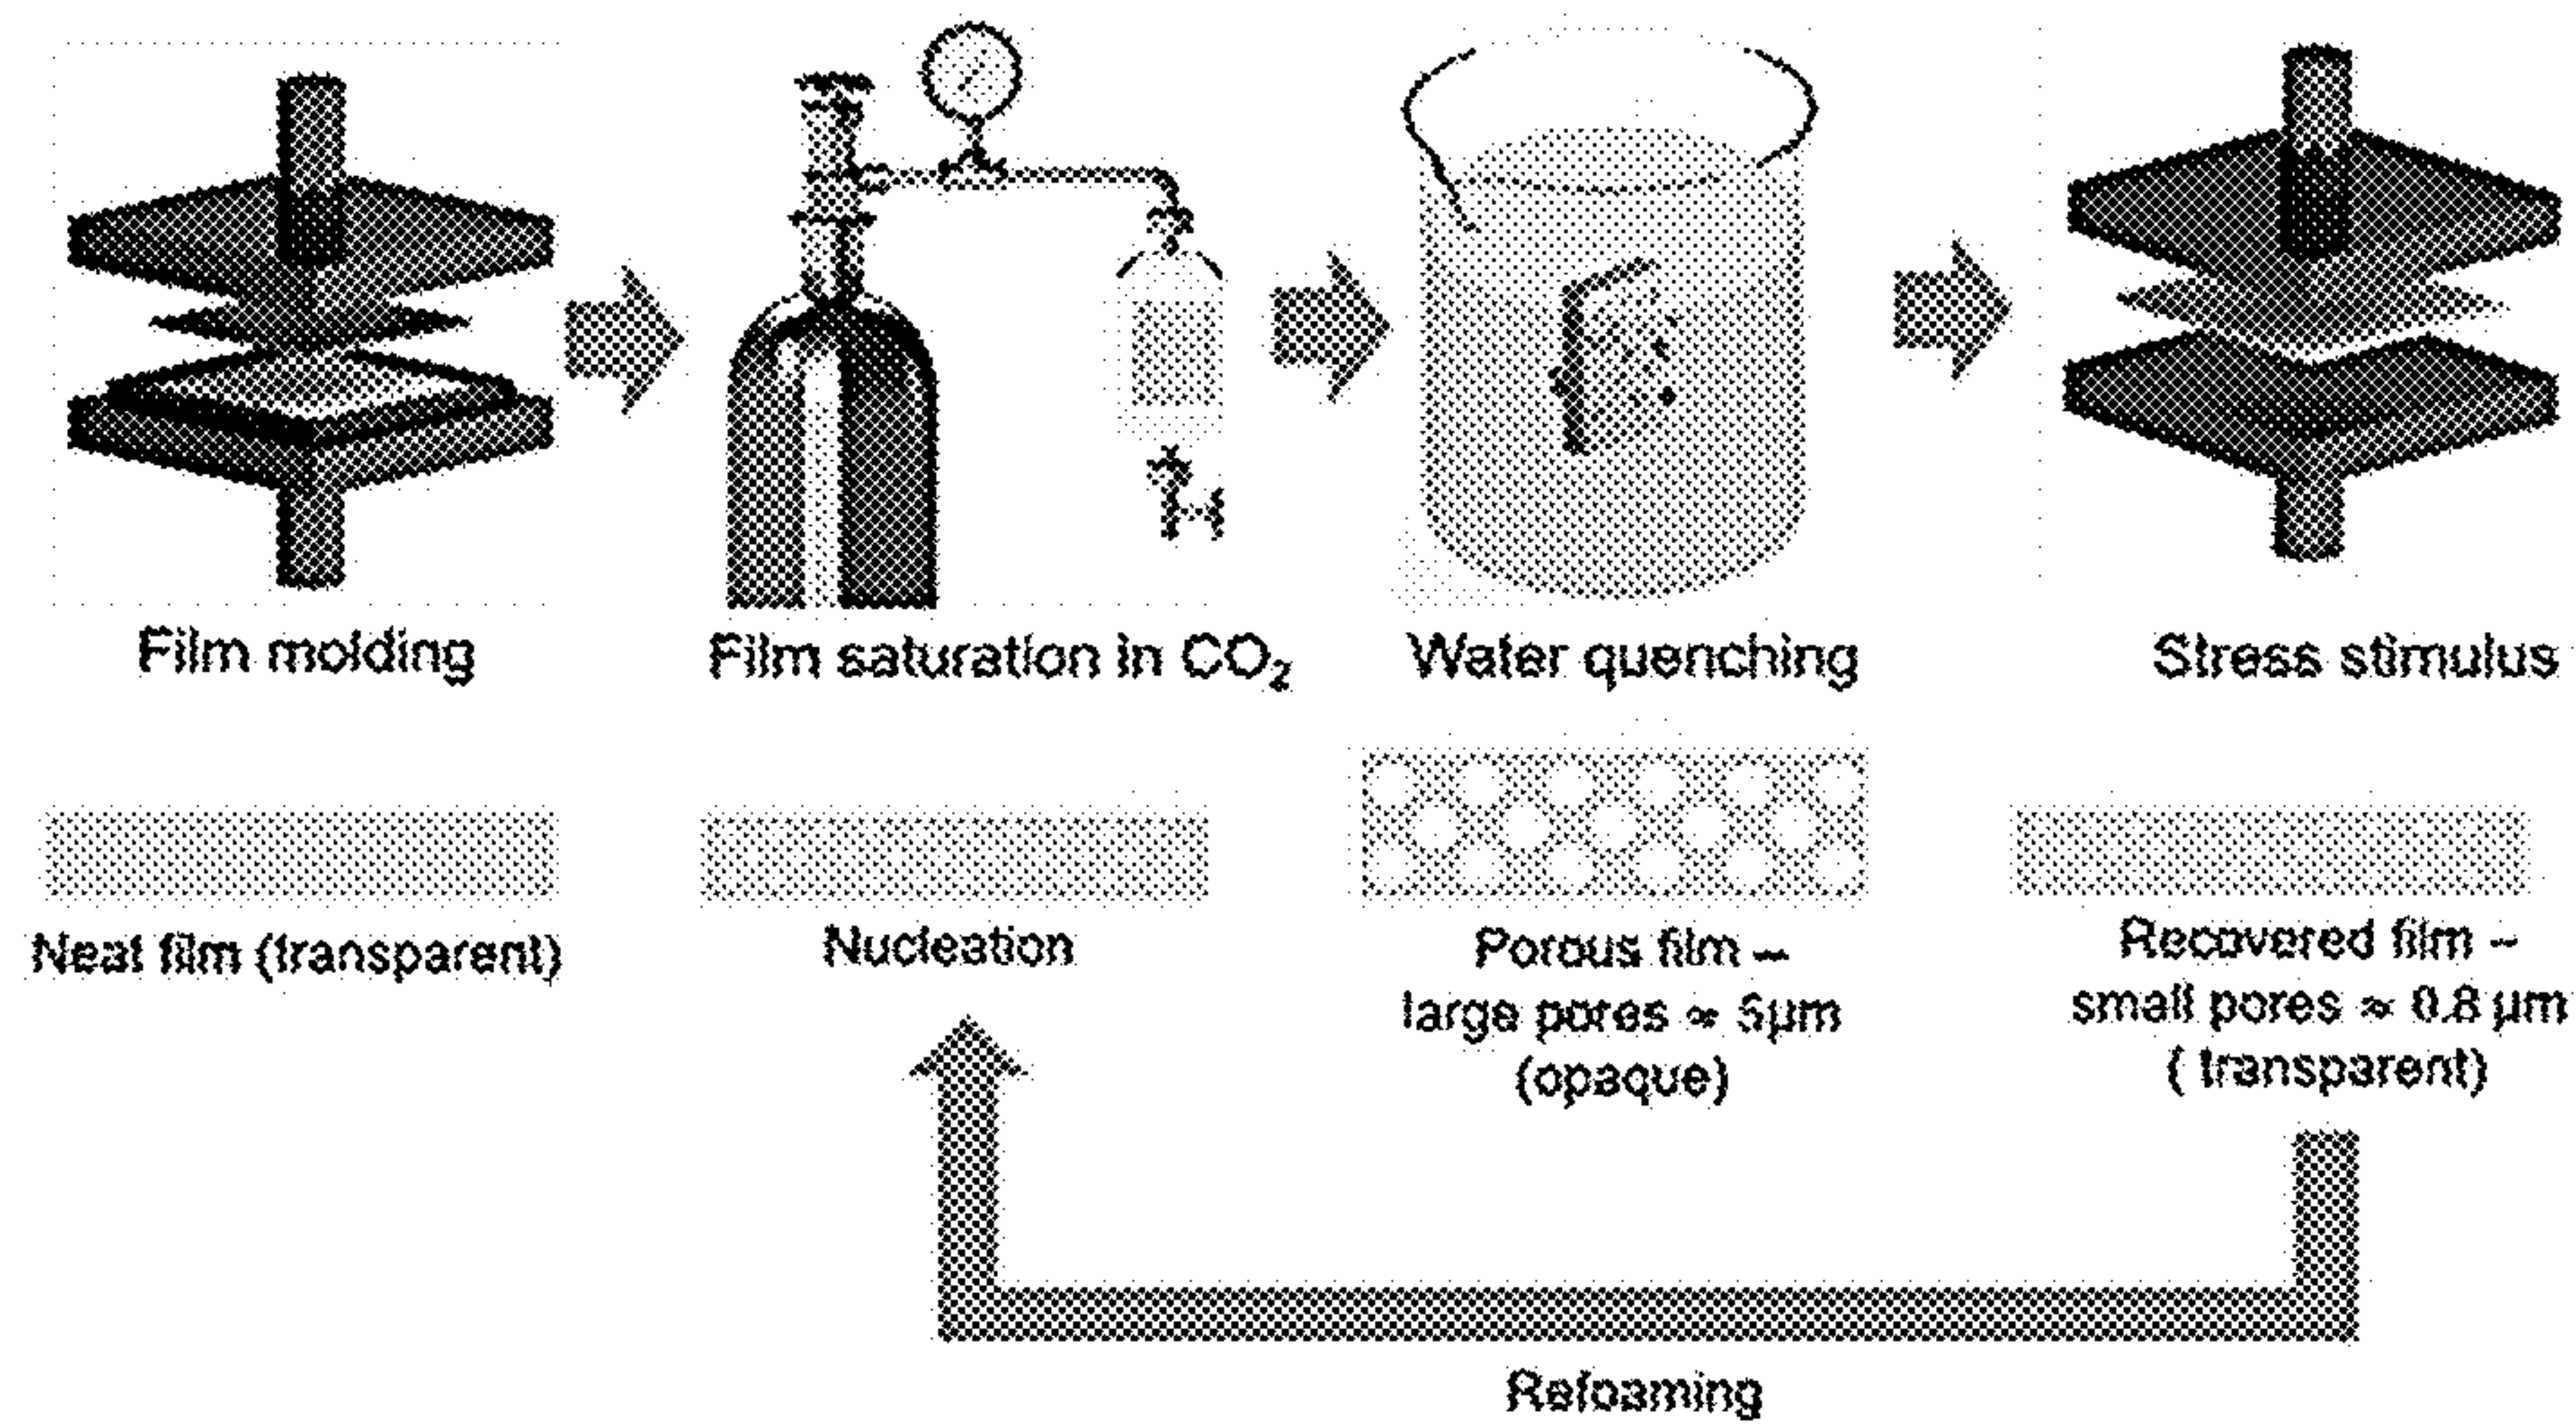 Film molding
Film saturation in CO₂
Water quenching
Stress stimulus
Neat film (transparent)
Nucleation
Porous film –
large pores ∝ 5μm
(opaque)
Recovered film –
small pores ≈ 0.8 μm
( transparent)
Refoaming